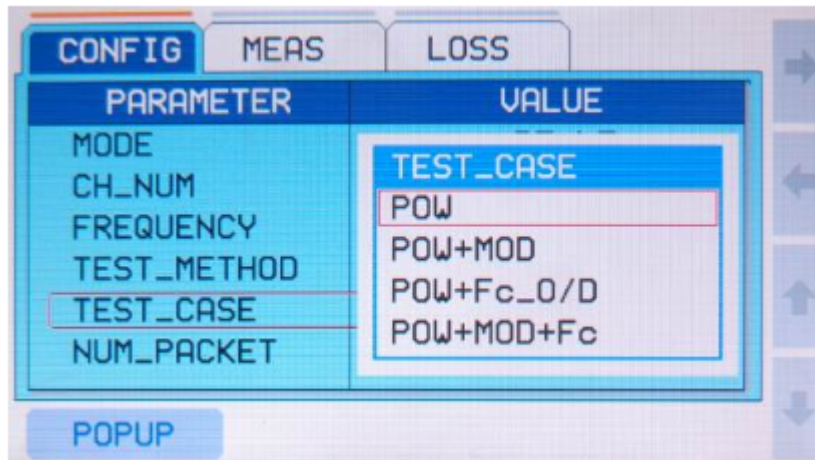 CONFIG MEAS LOSS
PARAMETER VALUE
MODE
CH_NUM
FREQUENCY
TEST_METHOD
TEST_CASE
NUM_PACKET
TEST_CASE
POW
POW+MOD
POW+Fc_O/D
POW+MOD+Fc
POPUP